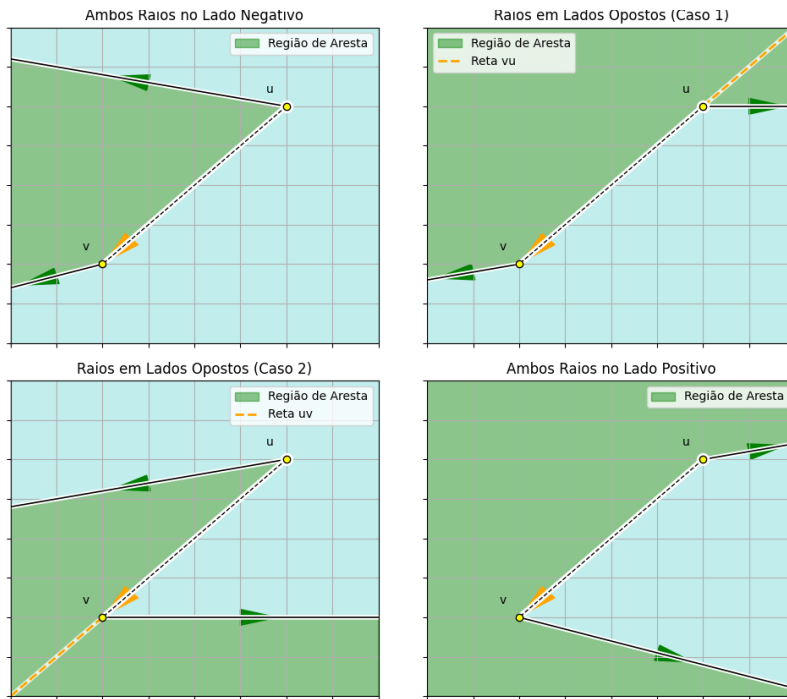 Ambos Raios no Lado Negativo
Região de Aresta
u
v
Raios em Lados Opostos (Caso 1)
Região de Aresta
Reta vu
u
v
Raios em Lados Opostos (Caso 2)
Região de Aresta
Reta uv
u
v
Ambos Raios no Lado Positivo
Região de Aresta
u
v